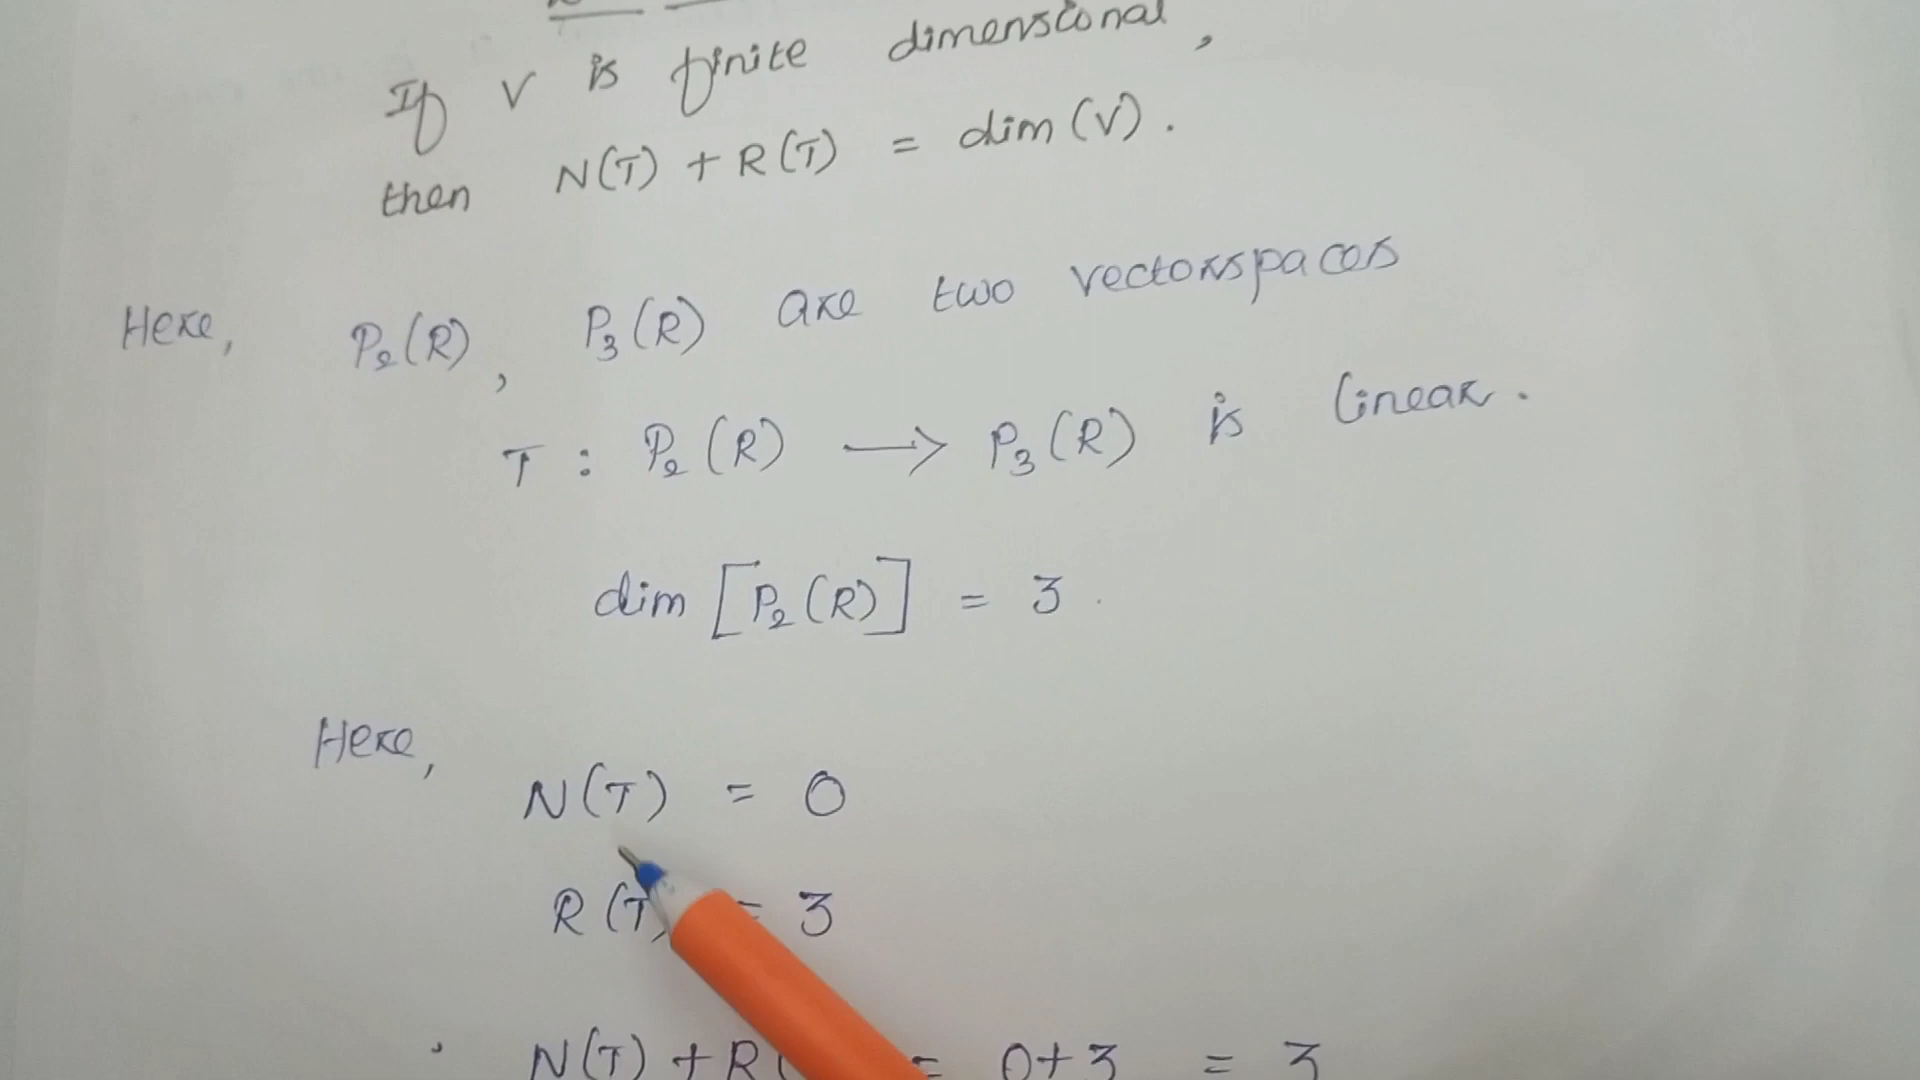 If V is finite dimensional,
then N(T) + R(T) = dim (V).
Here, P₂(R), P₃(R) are two vectorspaces
T : P₂(R) → P₃(R) is linear.
dim [P₂(R)] = 3.
Here,
N(T) = 0
R(T) = 3
N(T) + R( = 0+3 = 3